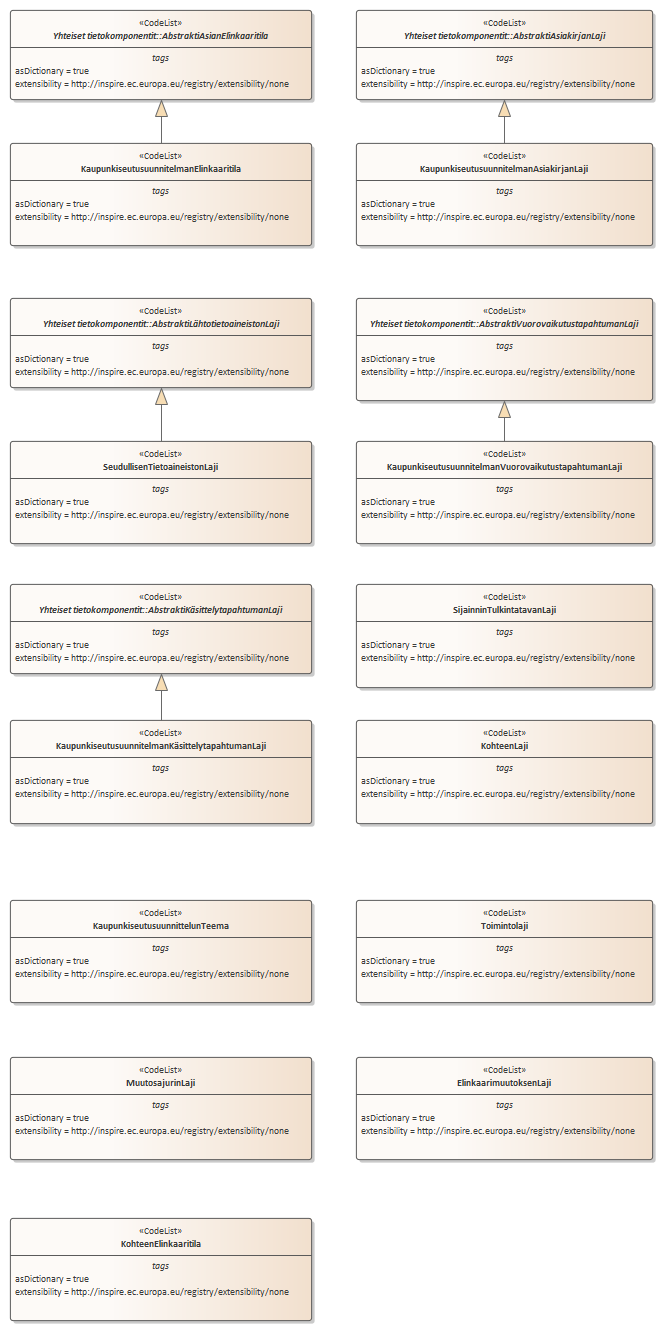 «CodeList»
Yhteiset tietokomponentit::AbstraktiAsianElinkaaritila
tags
asDictionary = true
extensibility = http://inspire.ec.europa.eu/registry/extensibility/none
«CodeList»
Yhteiset tietokomponentit::AbstraktiAsiakirjanLaji
tags
asDictionary = true
extensibility = http://inspire.ec.europa.eu/registry/extensibility/none
«CodeList»
KaupunkiseutusuunnitelmanElinkaaritila
tags
asDictionary = true
extensibility = http://inspire.ec.europa.eu/registry/extensibility/none
«CodeList»
KaupunkiseutusuunnitelmanAsiakirjanLaji
tags
asDictionary = true
extensibility = http://inspire.ec.europa.eu/registry/extensibility/none
«CodeList»
Yhteiset tietokomponentit::AbstraktiLähtotietoaineistonLaji
tags
asDictionary = true
extensibility = http://inspire.ec.europa.eu/registry/extensibility/none
«CodeList»
Yhteiset tietokomponentit::AbstraktiVuorovaikutustapahtumanLaji
tags
asDictionary = true
extensibility = http://inspire.ec.europa.eu/registry/extensibility/none
«CodeList»
SeudullisenTietoaineistonLaji
tags
asDictionary = true
extensibility = http://inspire.ec.europa.eu/registry/extensibility/none
«CodeList»
KaupunkiseutusuunnitelmanVuorovaikutustapahtumanLaji
tags
asDictionary = true
extensibility = http://inspire.ec.europa.eu/registry/extensibility/none
«CodeList»
Yhteiset tietokomponentit::AbstraktiKäsittelytapahtumanLaji
tags
asDictionary = true
extensibility = http://inspire.ec.europa.eu/registry/extensibility/none
«CodeList»
SijainninTulkintatavanLaji
tags
asDictionary = true
extensibility = http://inspire.ec.europa.eu/registry/extensibility/none
«CodeList»
KaupunkiseutusuunnitelmanKäsittelytapahtumanLaji
tags
asDictionary = true
extensibility = http://inspire.ec.europa.eu/registry/extensibility/none
«CodeList»
KohteenLaji
tags
asDictionary = true
extensibility = http://inspire.ec.europa.eu/registry/extensibility/none
«CodeList»
KaupunkiseutusuunnittelunTeema
tags
asDictionary = true
extensibility = http://inspire.ec.europa.eu/registry/extensibility/none
«CodeList»
Toimintolaji
tags
asDictionary = true
extensibility = http://inspire.ec.europa.eu/registry/extensibility/none
«CodeList»
MuutosajurinLaji
tags
asDictionary = true
extensibility = http://inspire.ec.europa.eu/registry/extensibility/none
«CodeList»
ElinkaarimuutoksenLaji
tags
asDictionary = true
extensibility = http://inspire.ec.europa.eu/registry/extensibility/none
«CodeList»
KohteenElinkaaritila
tags
asDictionary = true
extensibility = http://inspire.ec.europa.eu/registry/extensibility/none